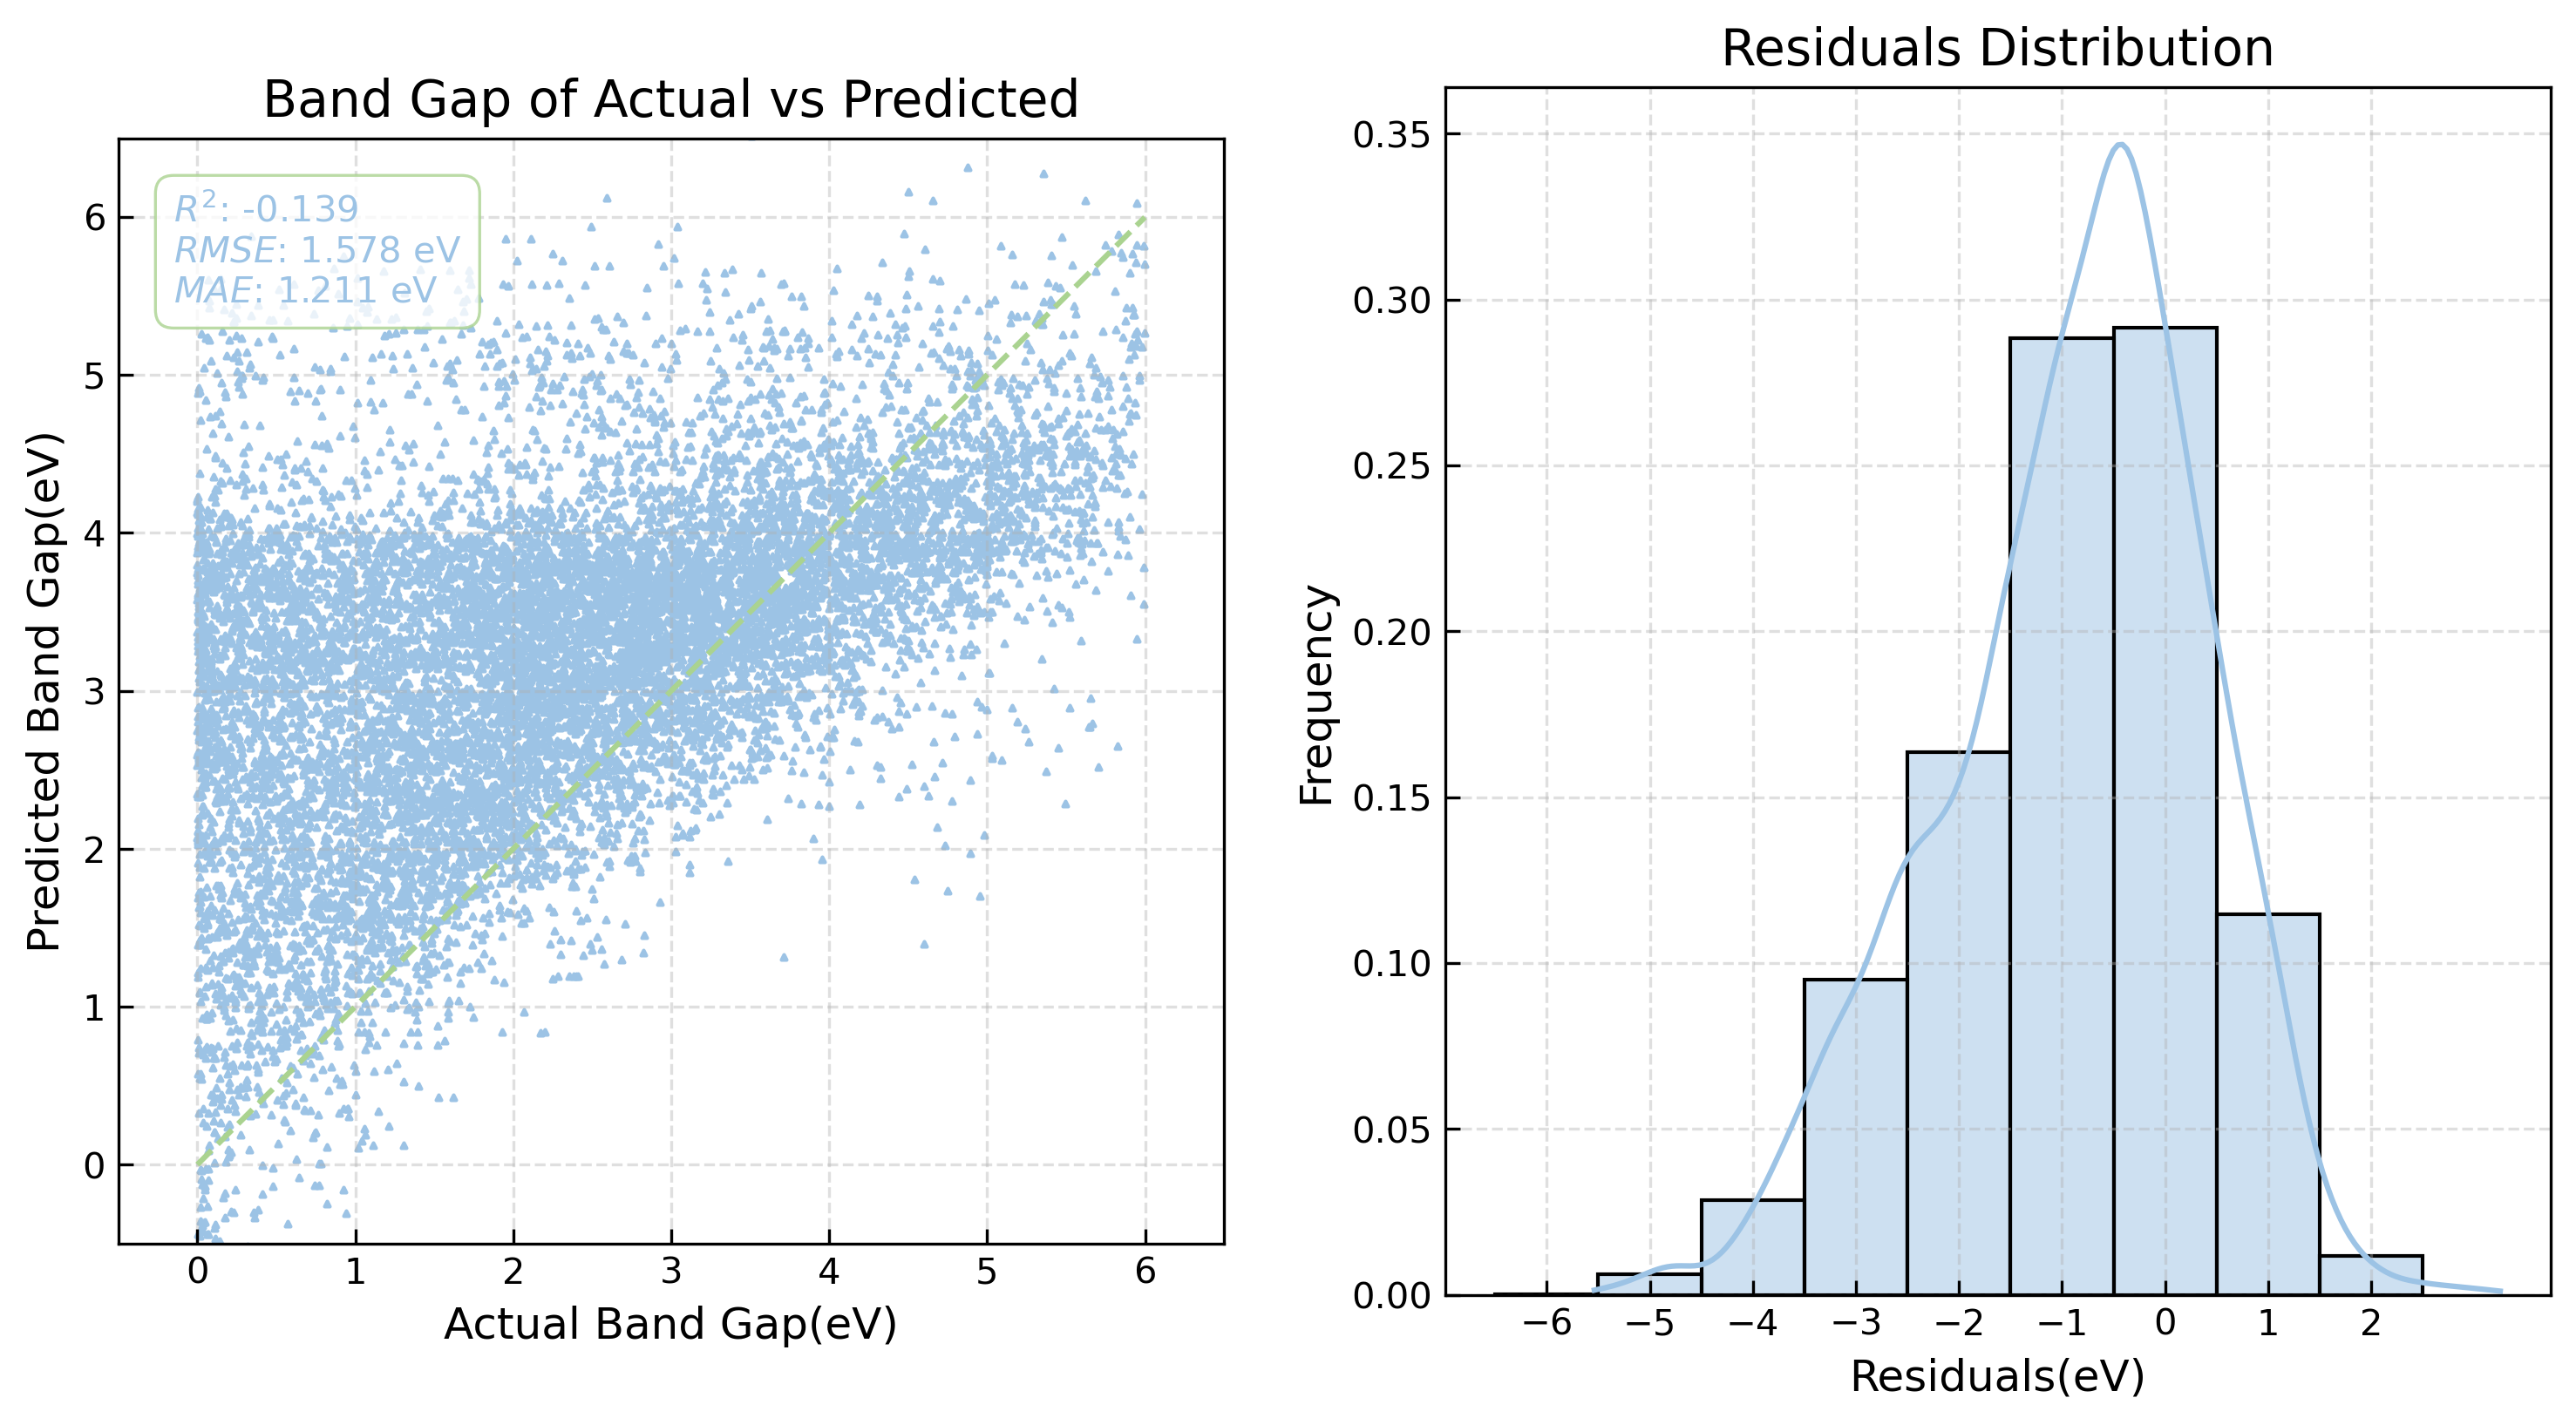 Band Gap of Actual vs Predicted
R²: -0.139
RMSE: 1.578 eV
MAE: 1.211 eV
Predicted Band Gap(eV)
6
5
4
3
2
1
0
0 1 2 3 4 5 6
Actual Band Gap(eV)
Residuals Distribution
Frequency
0.35
0.30
0.25
0.20
0.15
0.10
0.05
0.00
−6 −5 −4 −3 −2 −1 0 1 2
Residuals(eV)